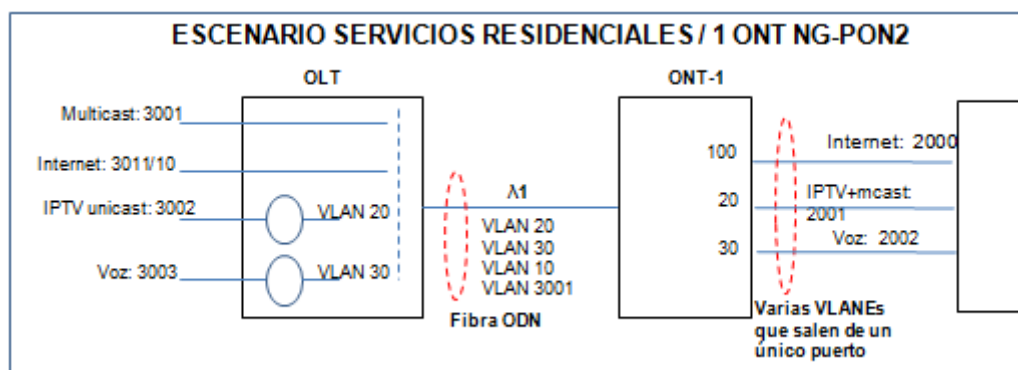 ESCENARIO SERVICIOS RESIDENCIALES / 1 ONT NG-PON2
OLT
ONT-1
Multicast: 3001
Internet: 3011/10
IPTV unicast: 3002
VLAN 20
Voz: 3003
VLAN 30
λ1
VLAN 20
VLAN 30
VLAN 10
VLAN 3001
Fibra ODN
100
20
30
Internet: 2000
IPTV+mcast:
2001
Voz: 2002
Varias VLANEs
que salen de un
único puerto